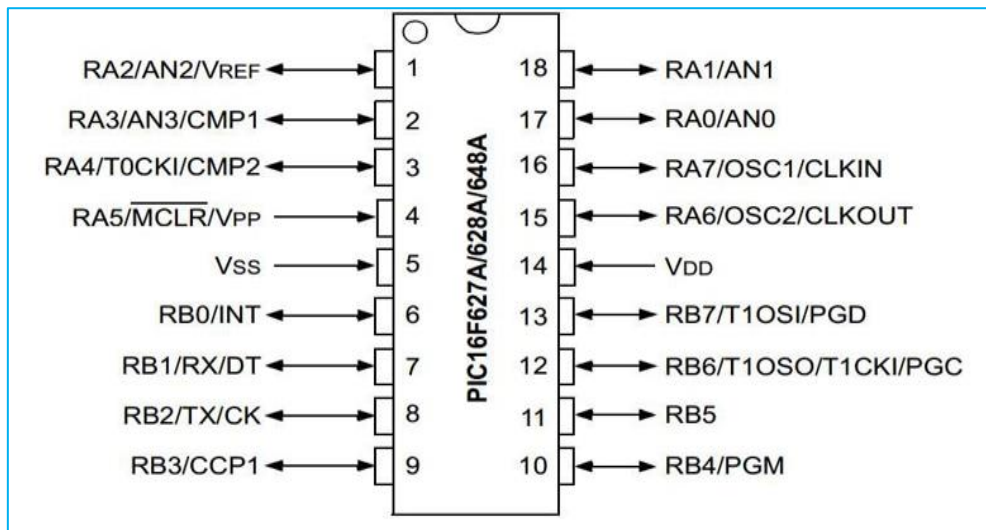 RA2/AN2/VREF 1 18 RA1/AN1
RA3/AN3/CMP1 2 17 RA0/AN0
RA4/T0CKI/CMP2 3 16 RA7/OSC1/CLKIN
RA5/MCLR/VPP 4 15 RA6/OSC2/CLKOUT
VSS 5 14 VDD
RB0/INT 6 13 RB7/T1OSI/PGD
RB1/RX/DT 7 12 RB6/T1OSO/T1CKI/PGC
RB2/TX/CK 8 11 RB5
RB3/CCP1 9 10 RB4/PGM
PIC16F627A/628A/648A